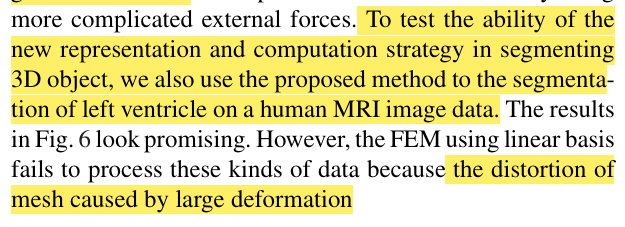 more complicated external forces. To test the ability of the
new representation and computation strategy in segmenting
3D object, we also use the proposed method to the segmenta-
tion of left ventricle on a human MRI image data. The results
in Fig. 6 look promising. However, the FEM using linear basis
fails to process these kinds of data because the distortion of
mesh caused by large deformation